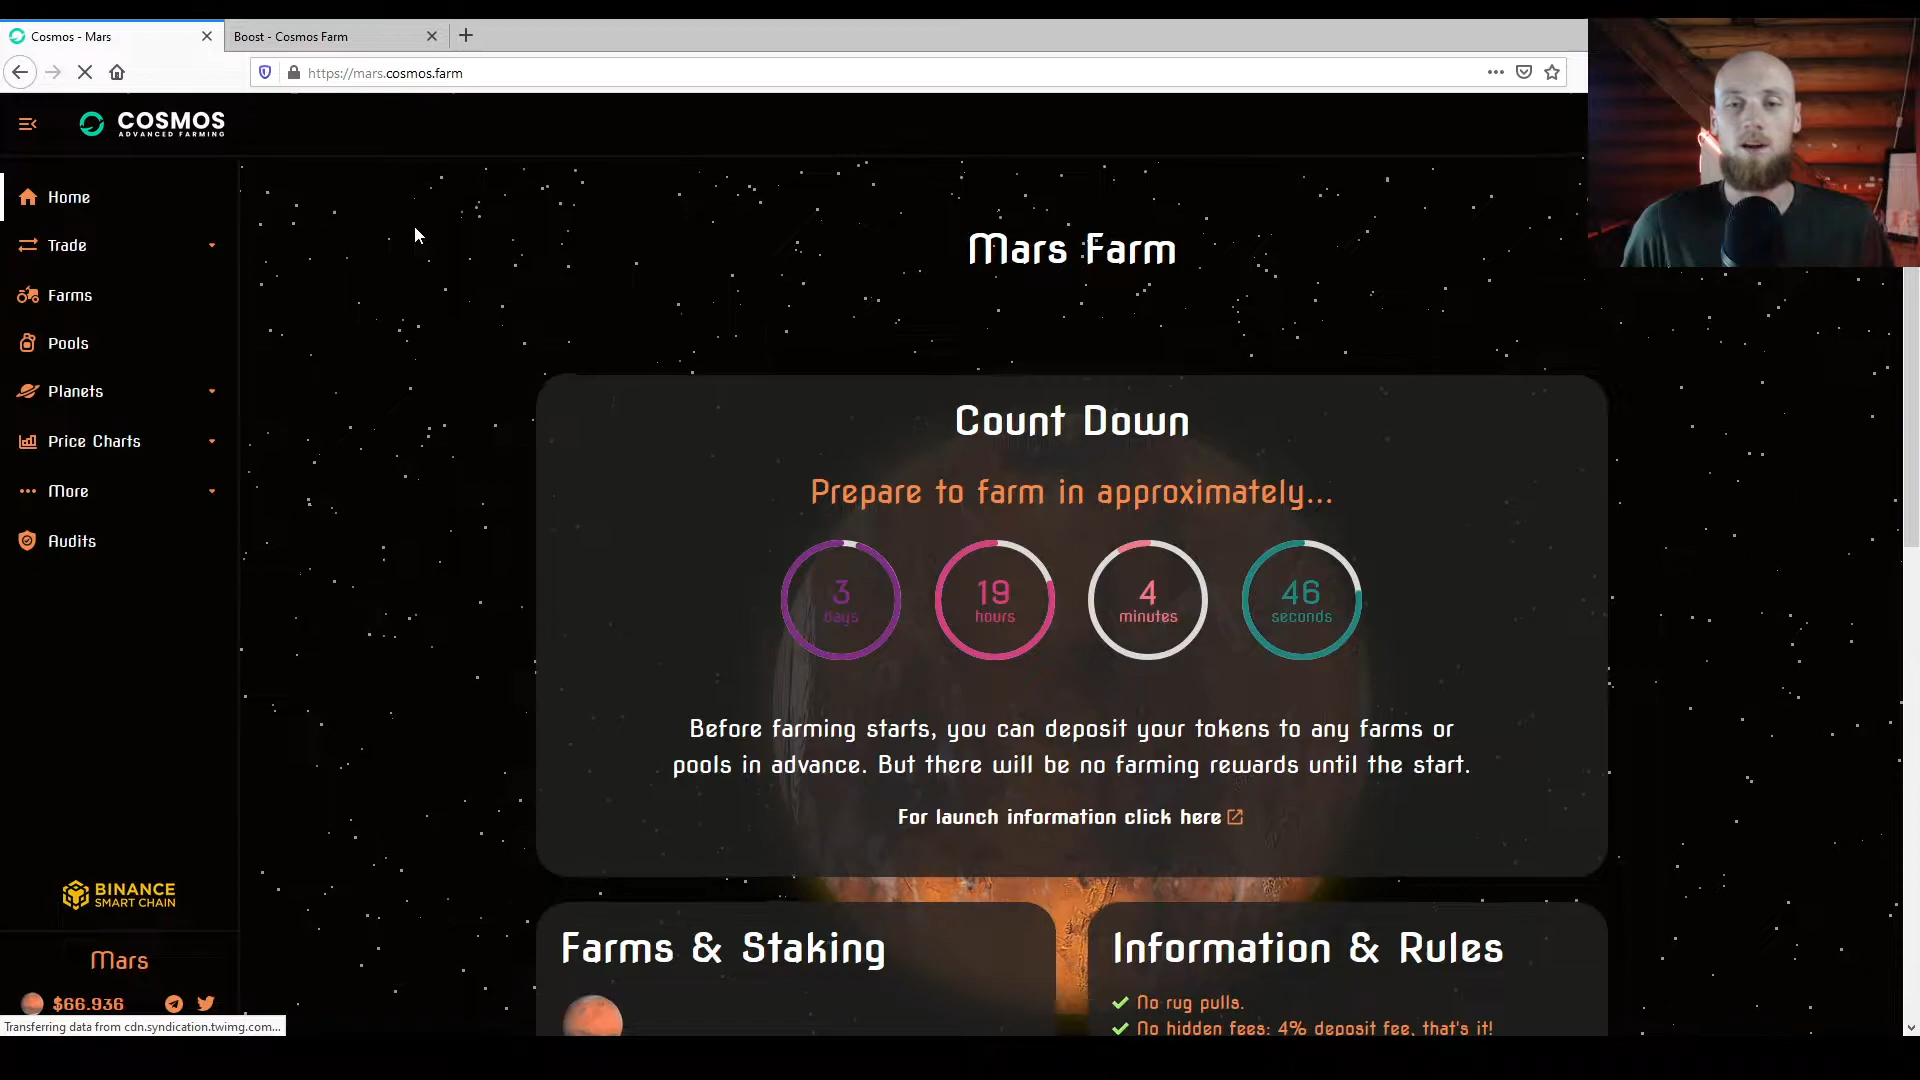 Cosmos - Mars
Boost - Cosmos Farm
https://mars.cosmos.farm
COSMOS
ADVANCED FARMING
Home
Trade
Farms
Pools
Planets
Price Charts
More
Audits
BINANCE
SMART CHAIN
Mars
$66.936
Transferring data from cdn.syndication.twimg.com...
Mars Farm
Count Down
Prepare to farm in approximately...
3 19 4 46
days hours minutes seconds
Before farming starts, you can deposit your tokens to any farms or
pools in advance. But there will be no farming rewards until the start.
For launch information click here
Farms & Staking
Information & Rules
No rug pulls.
No hidden fees: 4% deposit fee, that's it!